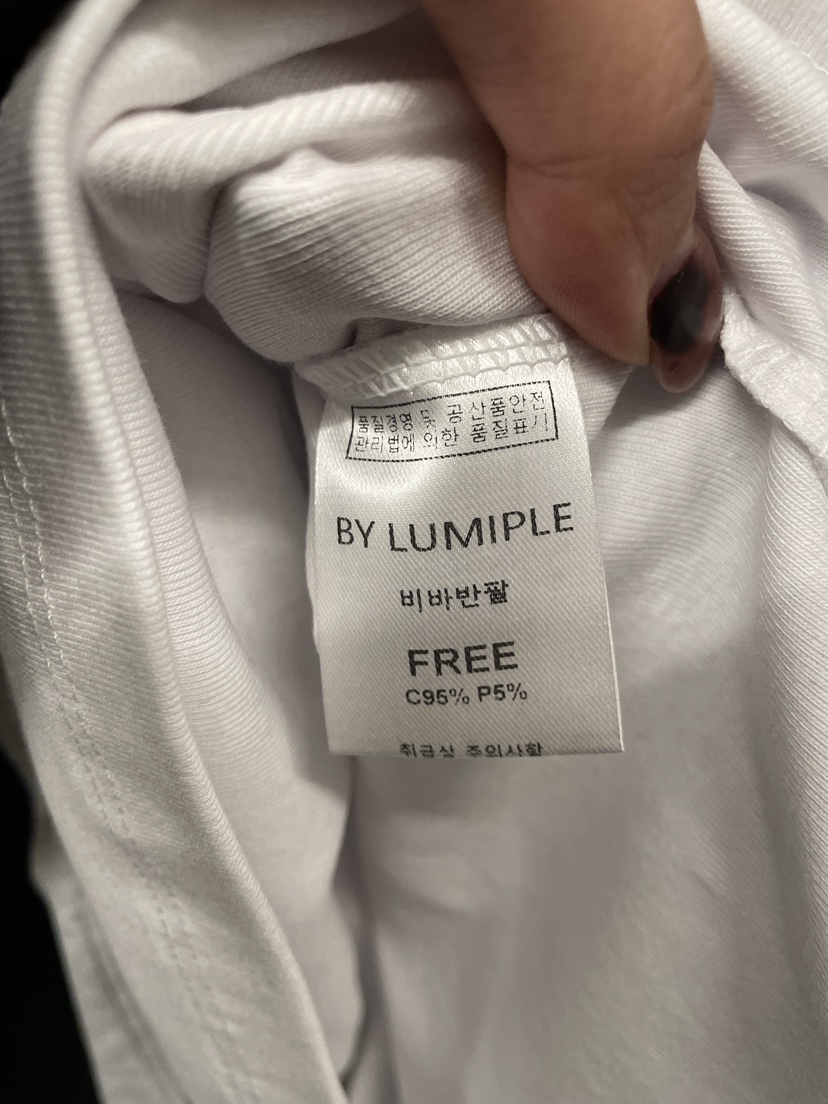 품질경영 및 공산품안전
관리법에 의한 품질표시
BY LUMIPLE
비바반팔
FREE
C95% P5%
취급상 주의사항